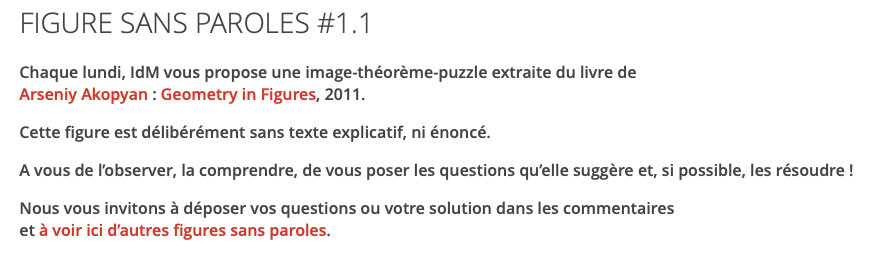 FIGURE SANS PAROLES #1.1
Chaque lundi, IdM vous propose une image-théorème-puzzle extraite du livre de
Arseniy Akopyan : Geometry in Figures, 2011.
Cette figure est délibérément sans texte explicatif, ni énoncé.
A vous de l’observer, la comprendre, de vous poser les questions qu’elle suggère et, si possible, les résoudre !
Nous vous invitons à déposer vos questions ou votre solution dans les commentaires
et à voir ici d’autres figures sans paroles.